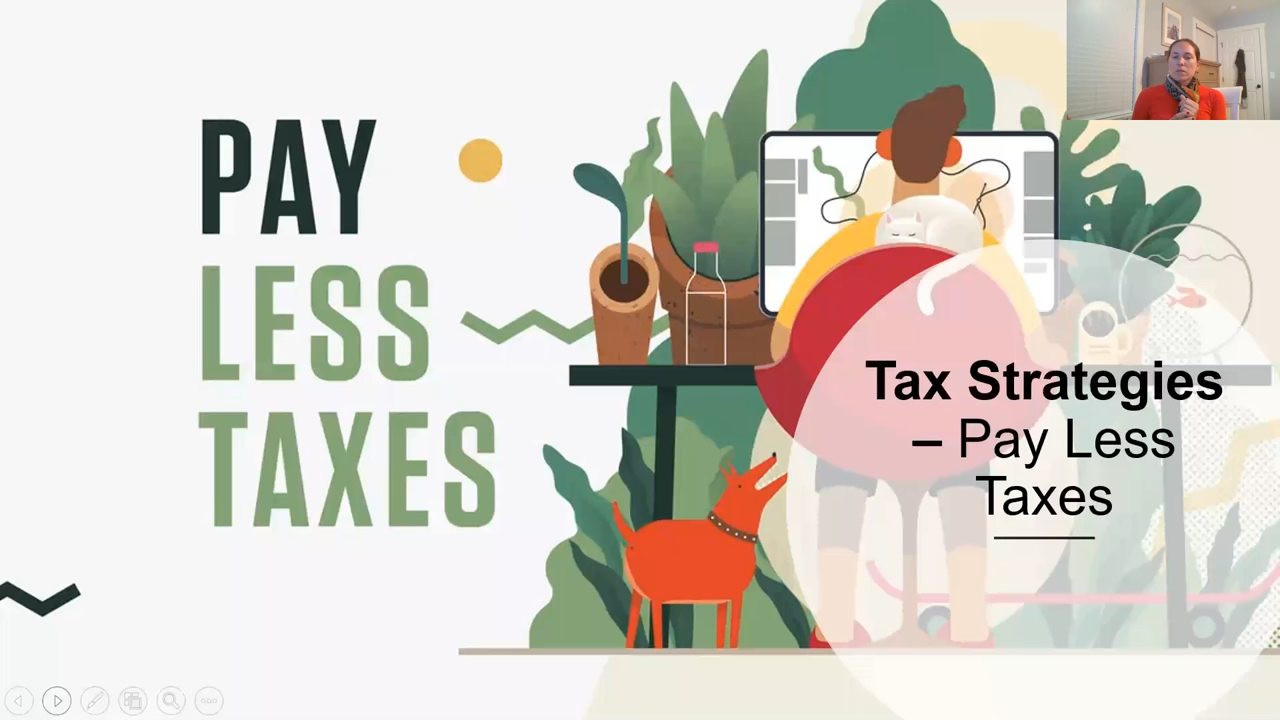 PAY
LESS
TAXES
Tax Strategies
– Pay Less
Taxes